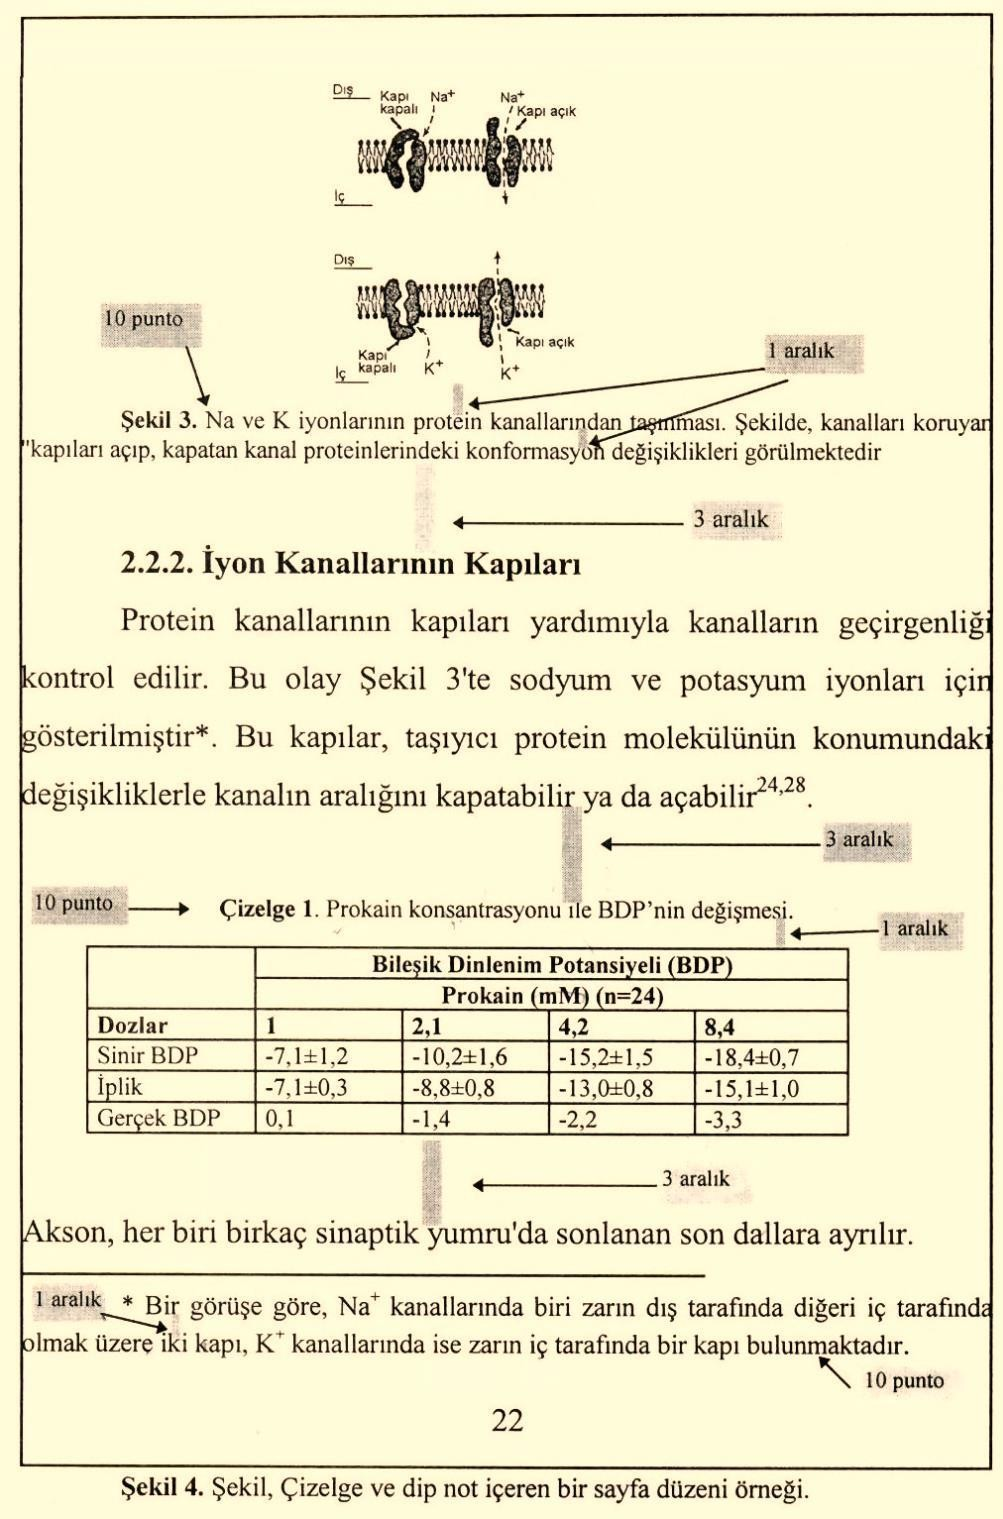 Dış
Kapı kapalı
Na+
Na+
Kapı açık
İç
Dış
Kapı kapalı
K+
K+
Kapı açık
İç
10 punto
1 aralık
Şekil 3. Na ve K iyonlarının protein kanallarından taşınması. Şekilde, kanalları koruyan
"kapıları açıp, kapatan kanal proteinlerindeki konformasyon değişiklikleri görülmektedir
3 aralık
2.2.2. İyon Kanallarının Kapıları
Protein kanallarının kapıları yardımıyla kanalların geçirgenliği
kontrol edilir. Bu olay Şekil 3'te sodyum ve potasyum iyonları için
gösterilmiştir*. Bu kapılar, taşıyıcı protein molekülünün konumundaki
değişikliklerle kanalın aralığını kapatabilir ya da açabilir24,28.
3 aralık
10 punto
Çizelge 1. Prokain konsantrasyonu ile BDP’nin değişmesi.
1 aralık
Bileşik Dinlenim Potansiyeli (BDP)
Prokain (mM) (n=24)
Dozlar 1 2,1 4,2 8,4
Sinir BDP -7,1±1,2 -10,2±1,6 -15,2±1,5 -18,4±0,7
İplik -7,1±0,3 -8,8±0,8 -13,0±0,8 -15,1±1,0
Gerçek BDP 0,1 -1,4 -2,2 -3,3
3 aralık
Akson, her biri birkaç sinaptik yumru'da sonlanan son dallara ayrılır.
1 aralık
* Bir görüşe göre, Na+ kanallarında biri zarın dış tarafında diğeri iç tarafında
olmak üzere iki kapı, K+ kanallarında ise zarın iç tarafında bir kapı bulunmaktadır.
10 punto
22
Şekil 4. Şekil, Çizelge ve dip not içeren bir sayfa düzeni örneği.